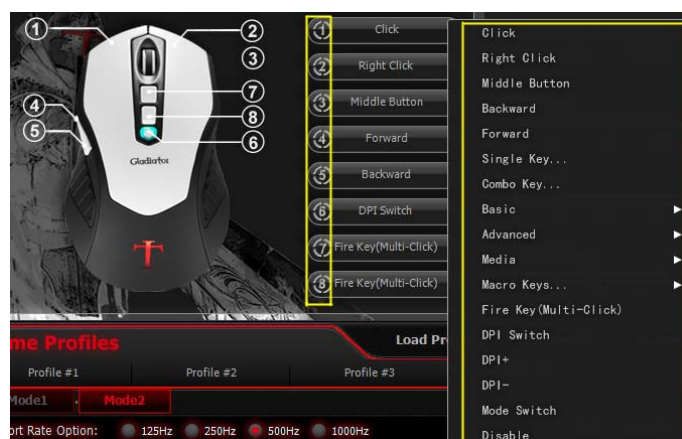 1
2
3
4
5
7
8
6
Gladiator
1 Click
2 Right Click
3 Middle Button
4 Forward
5 Backward
6 DPI Switch
7 Fire Key(Multi-Click)
8 Fire Key(Multi-Click)
Click
Right Click
Middle Button
Backward
Forward
Single Key...
Combo Key...
Basic
Advanced
Media
Macro Keys...
Fire Key(Multi-Click)
DPI Switch
DPI+
DPI-
Mode Switch
Disable
me Profiles
Load Pr
Profile #1 Profile #2 Profile #3
Mode1 Mode2
ort Rate Option: 125Hz 250Hz 500Hz 1000Hz